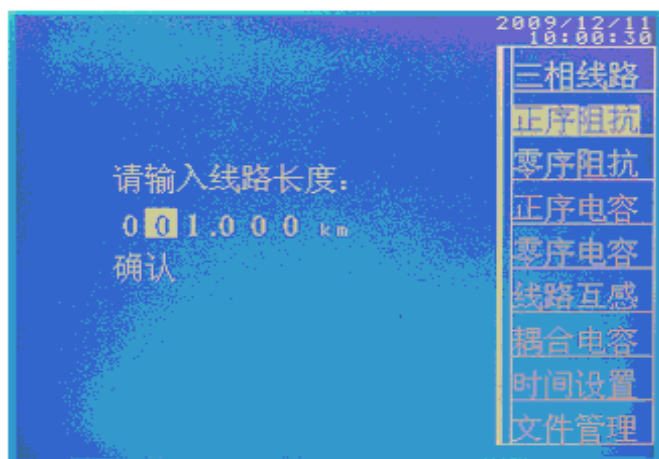 2009/12/11
10:00:30
三相线路
正序阻抗
零序阻抗
正序电容
零序电容
线路互感
耦合电容
时间设置
文件管理
请输入线路长度：
001.000 km
确认